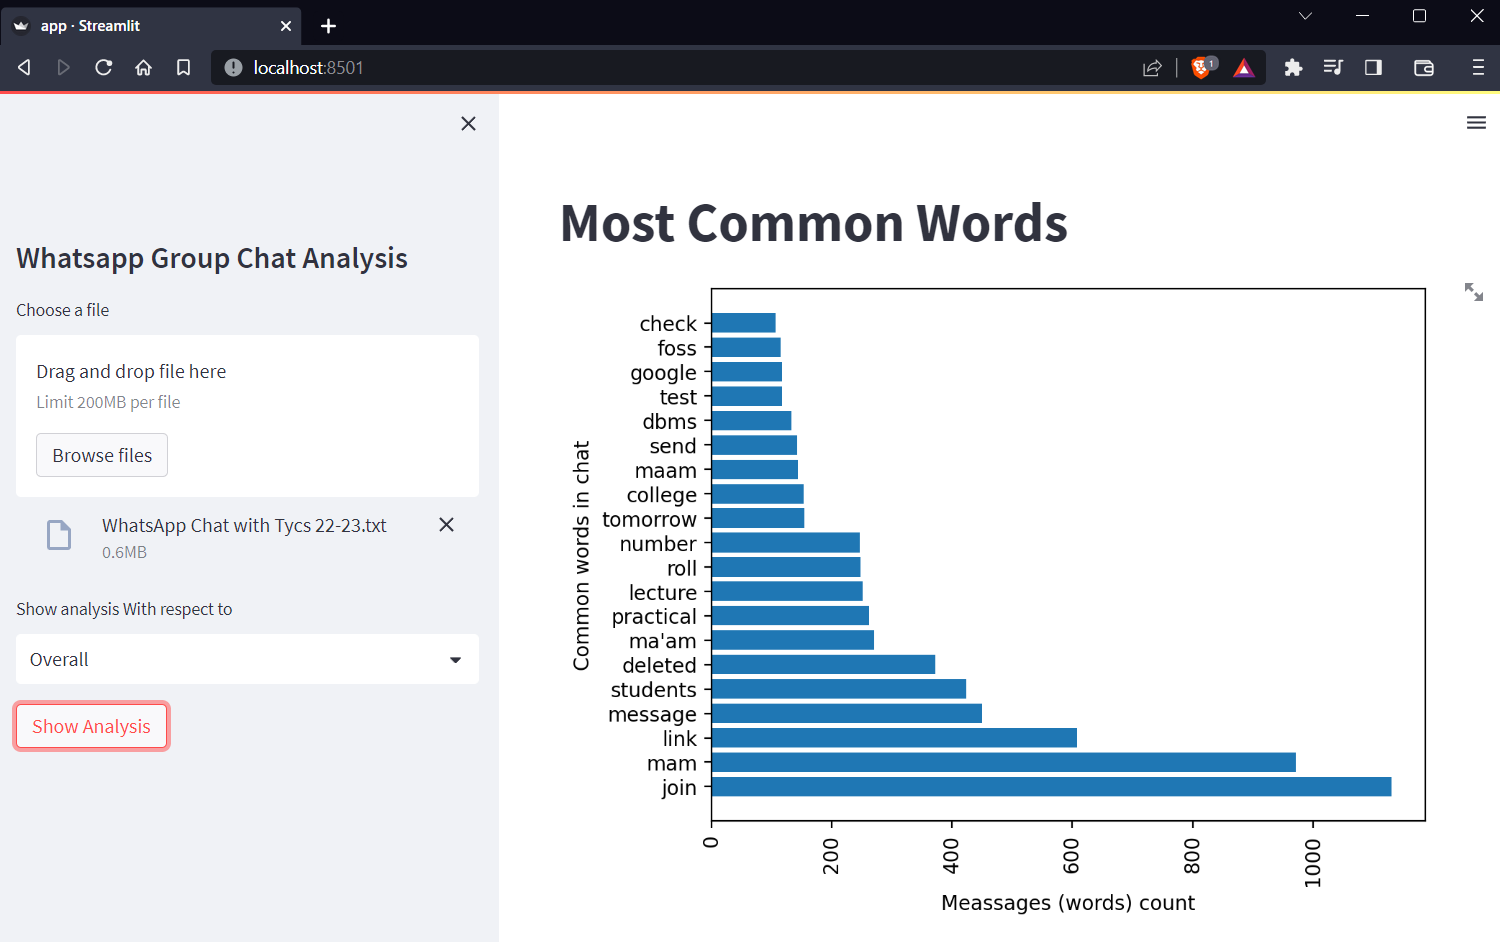 app · Streamlit
localhost:8501
1
Whatsapp Group Chat Analysis
Choose a file
Drag and drop file here
Limit 200MB per file
Browse files
WhatsApp Chat with Tycs 22-23.txt
0.6MB
Show analysis With respect to
Overall
Show Analysis
Most Common Words
Common words in chat
check
foss
google
test
dbms
send
maam
college
tomorrow
number
roll
lecture
practical
ma'am
deleted
students
message
link
mam
join
0 200 400 600 800 1000
Meassages (words) count